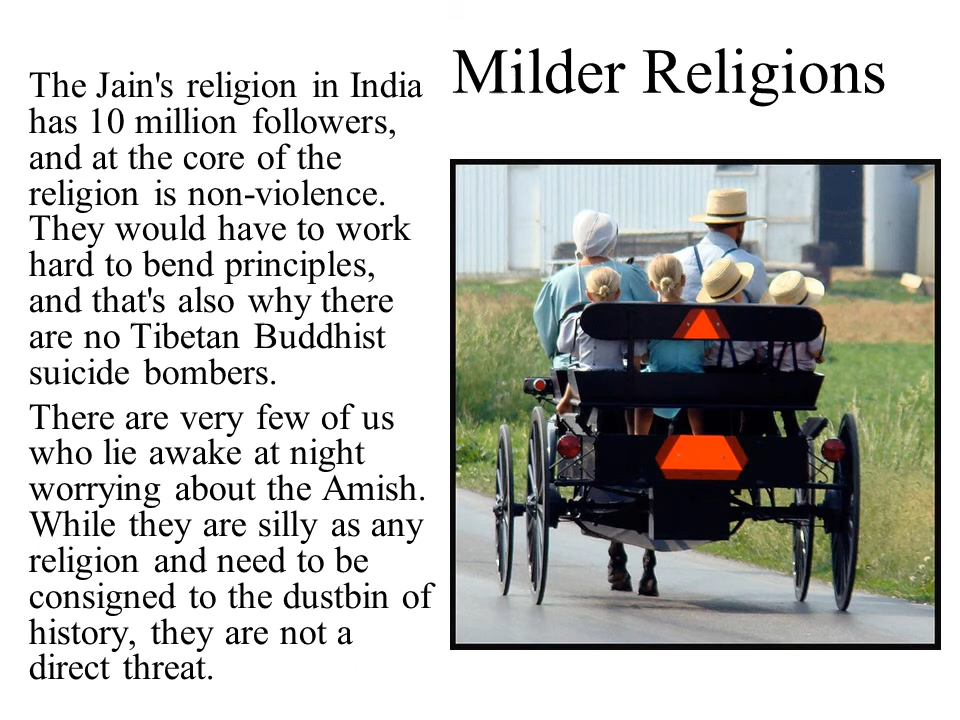 Milder Religions
The Jain's religion in India
has 10 million followers,
and at the core of the
religion is non-violence.
They would have to work
hard to bend principles,
and that's also why there
are no Tibetan Buddhist
suicide bombers.
There are very few of us
who lie awake at night
worrying about the Amish.
While they are silly as any
religion and need to be
consigned to the dustbin of
history, they are not a
direct threat.